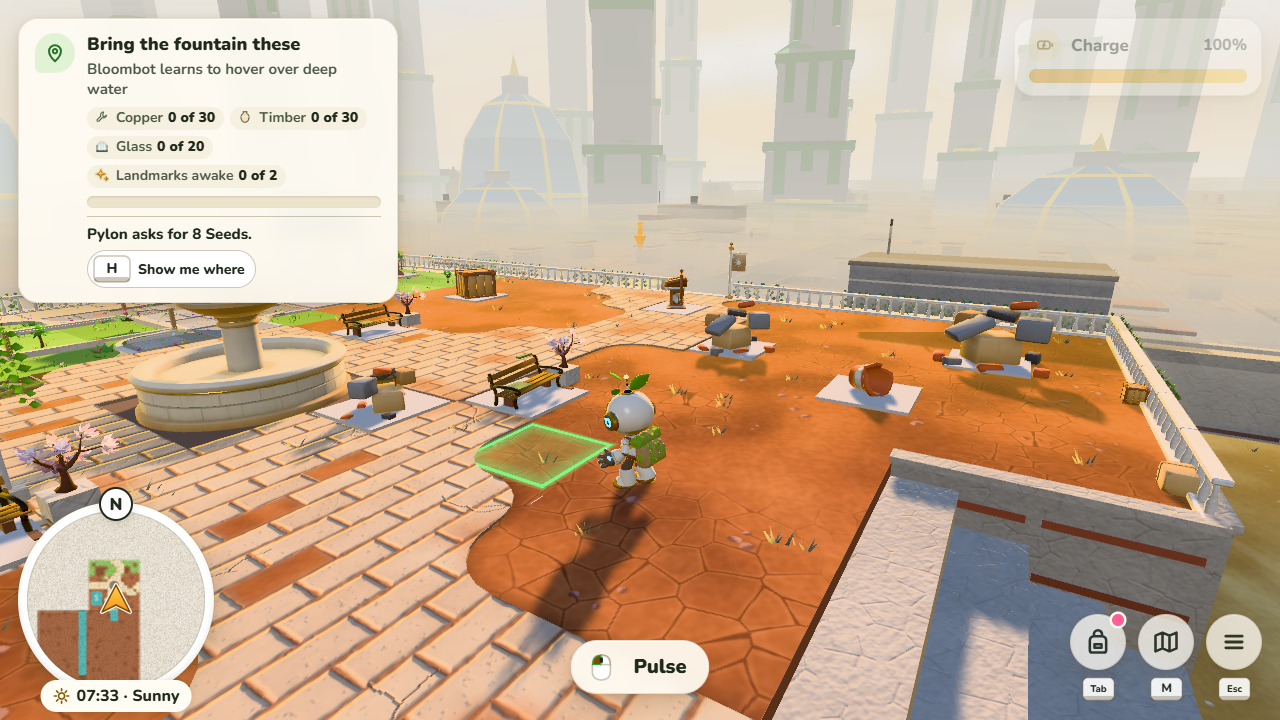 Bring the fountain these
Bloombot learns to hover over deep
water
Copper 0 of 30 Timber 0 of 30
Glass 0 of 20
Landmarks awake 0 of 2
Pylon asks for 8 Seeds.
H Show me where
Charge 100%
N
07:33 · Sunny
Pulse
Tab M Esc